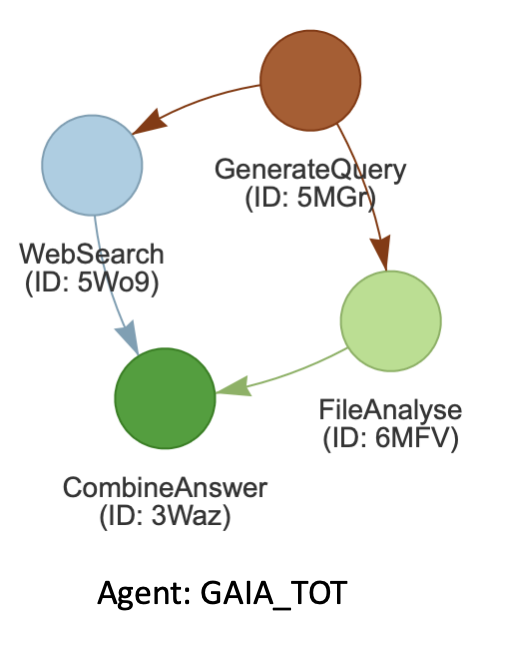 GenerateQuery
(ID: 5MGr)
WebSearch
(ID: 5Wo9)
FileAnalyse
(ID: 6MFV)
CombineAnswer
(ID: 3Waz)
Agent: GAIA_TOT